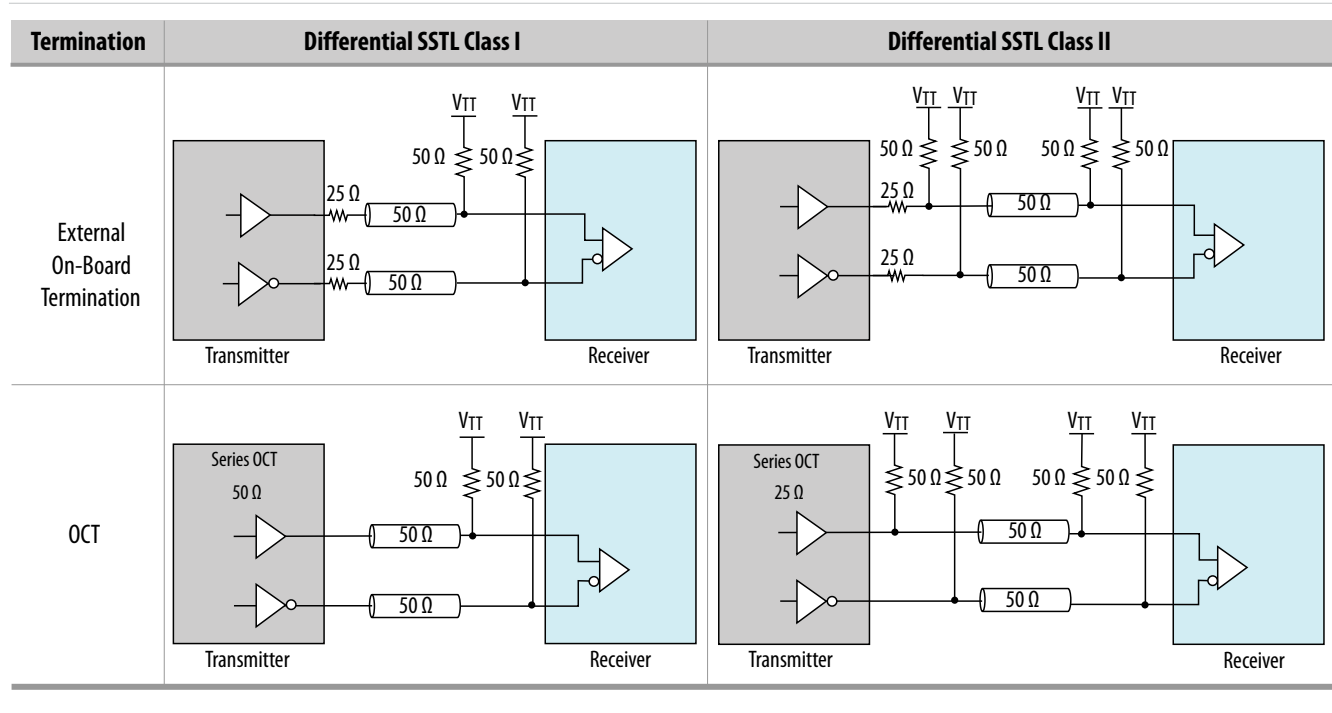 Termination
Differential SSTL Class I
Differential SSTL Class II
External
On-Board
Termination
VTT VTT
50 Ω 50 Ω
25 Ω
50 Ω
25 Ω
50 Ω
Transmitter
Receiver
VTT VTT VTT VTT
50 Ω 50 Ω 50 Ω 50 Ω
25 Ω
50 Ω
25 Ω
50 Ω
Transmitter
Receiver
OCT
VTT VTT
Series OCT
50 Ω
50 Ω 50 Ω
50 Ω
50 Ω
Transmitter
Receiver
VTT VTT VTT VTT
Series OCT
25 Ω
50 Ω 50 Ω 50 Ω 50 Ω
50 Ω
50 Ω
Transmitter
Receiver